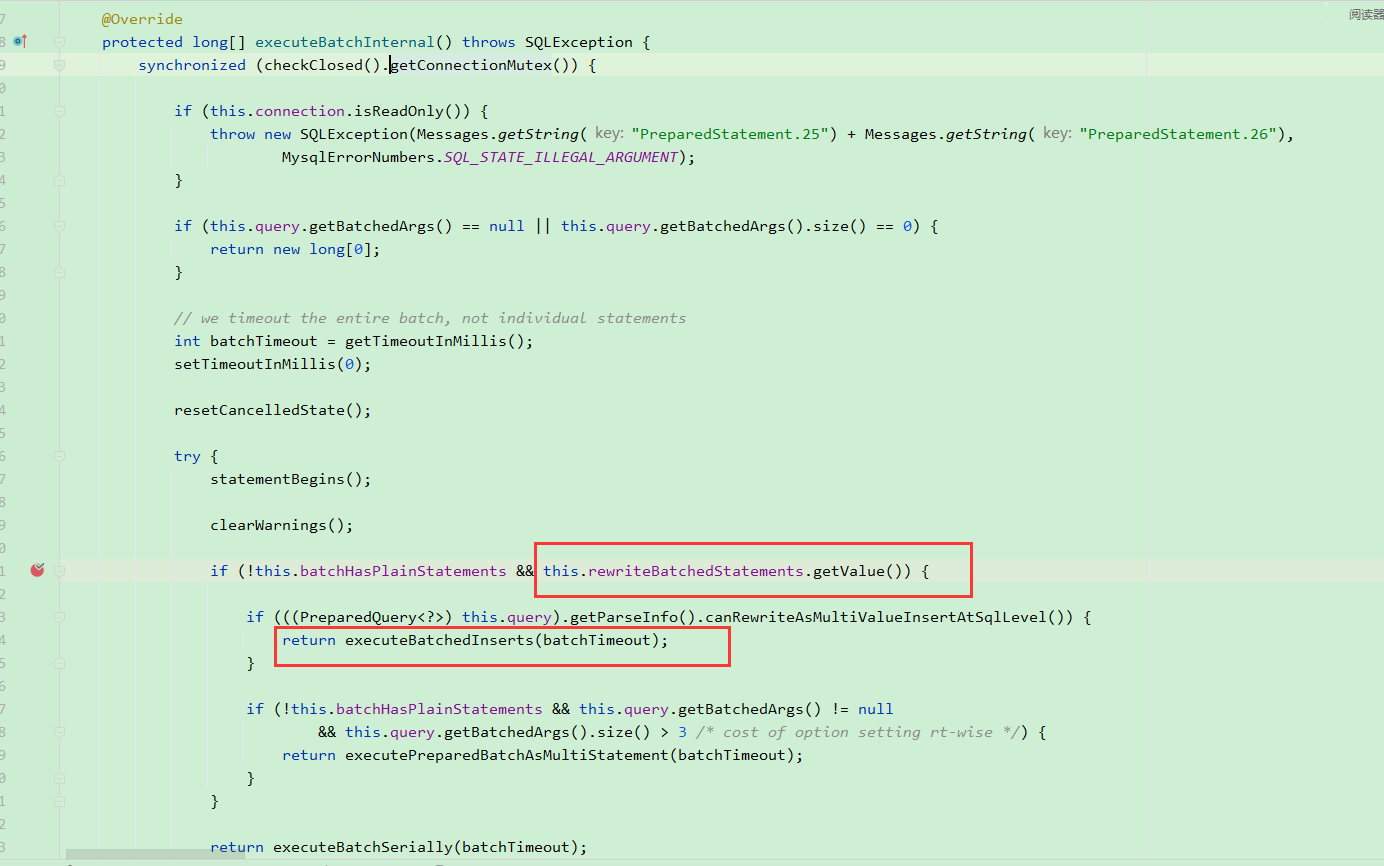 阅读器
7 @Override
8 protected long[] executeBatchInternal() throws SQLException {
9 synchronized (checkClosed().getConnectionMutex()) {
0
1 if (this.connection.isReadOnly()) {
2 throw new SQLException(Messages.getString( key: "PreparedStatement.25") + Messages.getString( key: "PreparedStatement.26"),
3 MysqlErrorNumbers.SQL_STATE_ILLEGAL_ARGUMENT);
4 }
5
6 if (this.query.getBatchedArgs() == null || this.query.getBatchedArgs().size() == 0) {
7 return new long[0];
8 }
9
0 // we timeout the entire batch, not individual statements
1 int batchTimeout = getTimeoutInMillis();
2 setTimeoutInMillis(0);
3
4 resetCancelledState();
5
6 try {
7 statementBegins();
8
9 clearWarnings();
0
1 if (!this.batchHasPlainStatements && this.rewriteBatchedStatements.getValue()) {
2
3 if (((PreparedQuery<?>) this.query).getParseInfo().canRewriteAsMultiValueInsertAtSqlLevel()) {
4 return executeBatchedInserts(batchTimeout);
5 }
6
7 if (!this.batchHasPlainStatements && this.query.getBatchedArgs() != null
8 && this.query.getBatchedArgs().size() > 3 /* cost of option setting rt-wise */) {
9 return executePreparedBatchAsMultiStatement(batchTimeout);
0 }
1 }
2
3 return executeBatchSerially(batchTimeout);